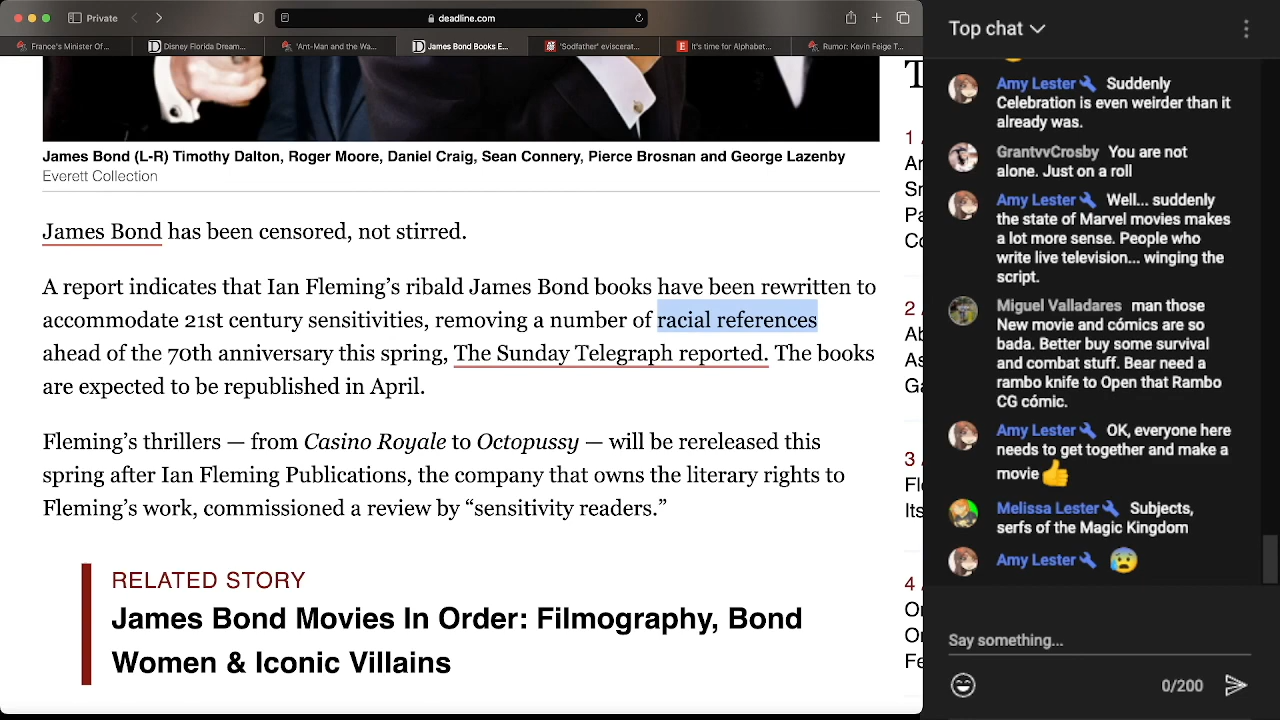 Private
deadline.com
France's Minister Of...
Disney Florida Dream...
'Ant-Man and the Wa...
James Bond Books E...
'Sodfather' eviscerat...
It's time for Alphabet...
Rumor: Kevin Feige T...
James Bond (L-R) Timothy Dalton, Roger Moore, Daniel Craig, Sean Connery, Pierce Brosnan and George Lazenby
Everett Collection
James Bond has been censored, not stirred.
A report indicates that Ian Fleming's ribald James Bond books have been rewritten to
accommodate 21st century sensitivities, removing a number of racial references
ahead of the 70th anniversary this spring, The Sunday Telegraph reported. The books
are expected to be republished in April.
Fleming's thrillers — from Casino Royale to Octopussy — will be rereleased this
spring after Ian Fleming Publications, the company that owns the literary rights to
Fleming's work, commissioned a review by “sensitivity readers.”
RELATED STORY
James Bond Movies In Order: Filmography, Bond
Women & Iconic Villains
1
2
3
4
Top chat
Amy Lester Suddenly
Celebration is even weirder than it
already was.
GrantvvCrosby You are not
alone. Just on a roll
Amy Lester Well... suddenly
the state of Marvel movies makes
a lot more sense. People who
write live television... winging the
script.
Miguel Valladares man those
New movie and cómics are so
bada. Better buy some survival
and combat stuff. Bear need a
rambo knife to Open that Rambo
CG cómic.
Amy Lester OK, everyone here
needs to get together and make a
movie 👍
Melissa Lester Subjects,
serfs of the Magic Kingdom
Amy Lester 😰
Say something...
0/200